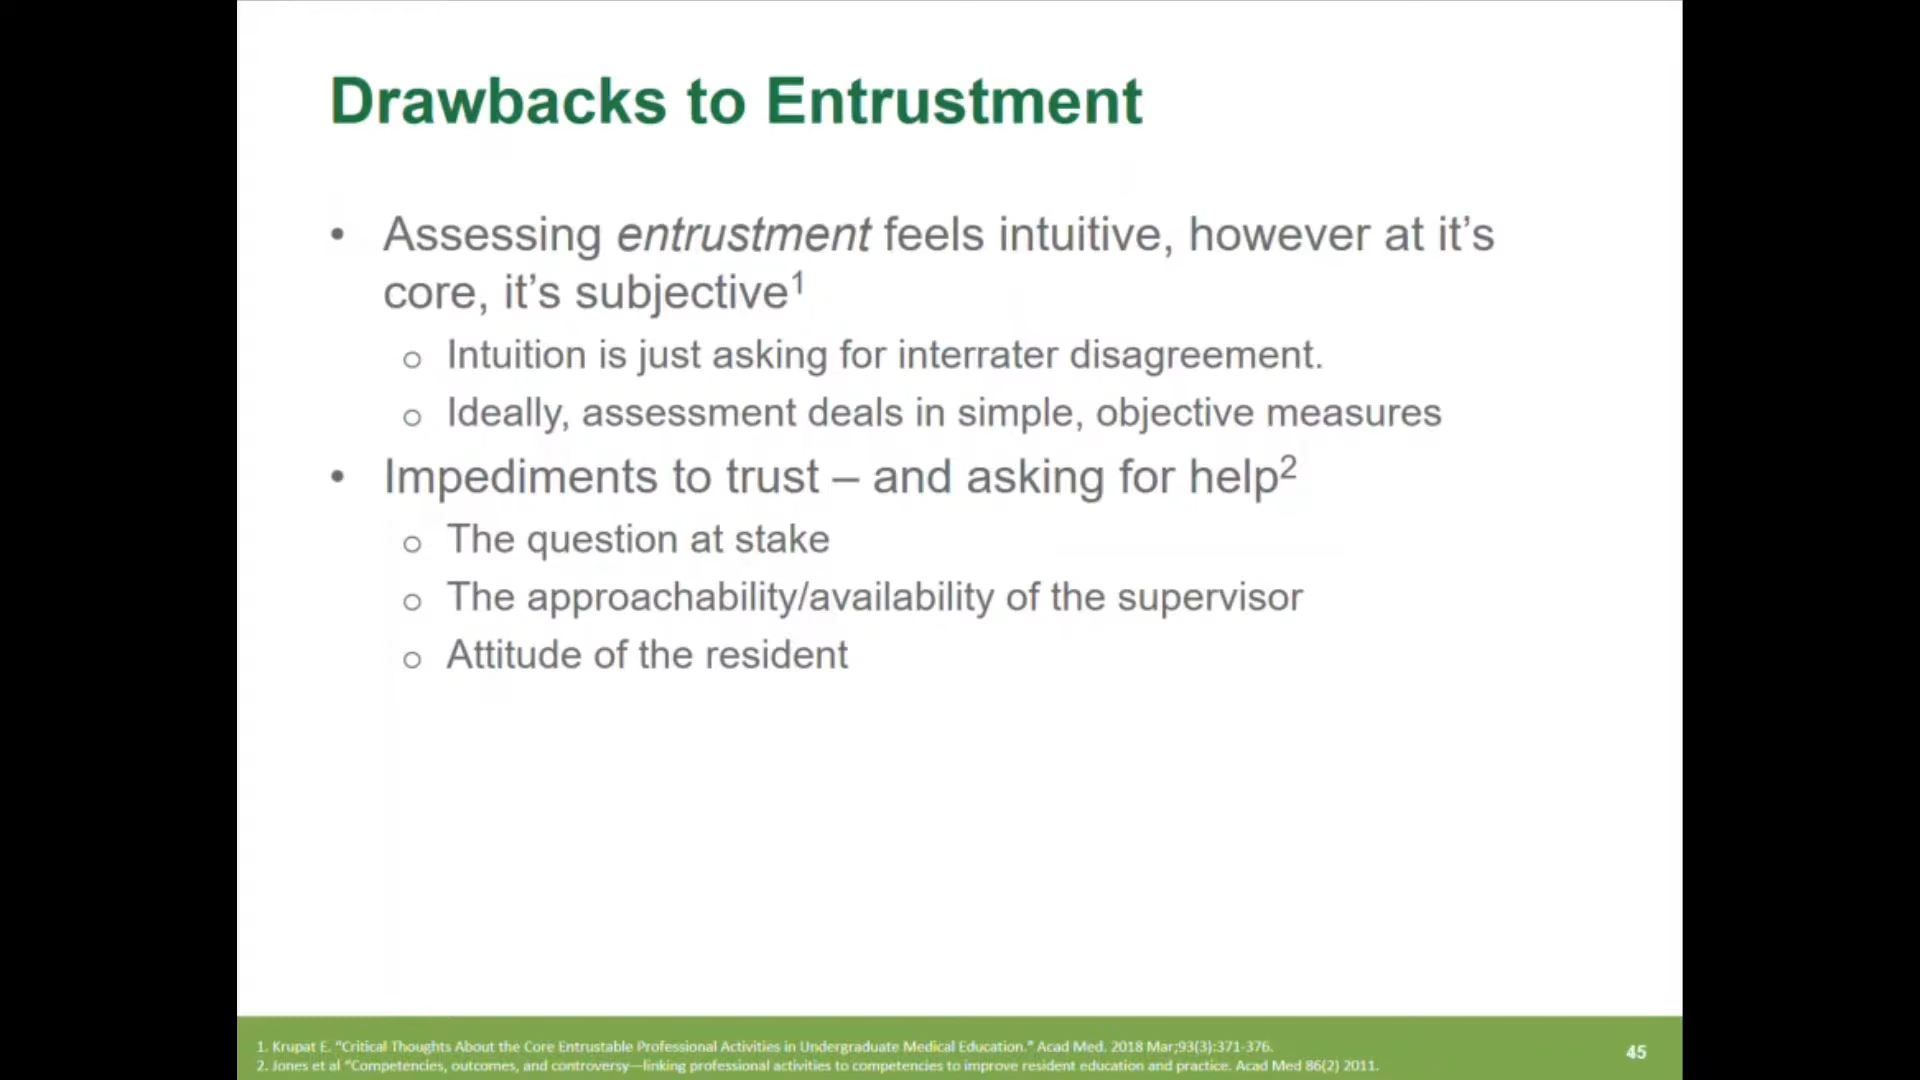 Drawbacks to Entrustment
• Assessing entrustment feels intuitive, however at it's
core, it's subjective1
o Intuition is just asking for interrater disagreement.
o Ideally, assessment deals in simple, objective measures
• Impediments to trust – and asking for help2
o The question at stake
o The approachability/availability of the supervisor
o Attitude of the resident
1. Krupat E. "Critical Thoughts About the Core Entrustable Professional Activities in Undergraduate Medical Education." Acad Med. 2018 Mar;93(3):371-376.
2. Jones et al "Competencies, outcomes, and controversy—linking professional activities to competencies to improve resident education and practice. Acad Med 86(2) 2011.
45